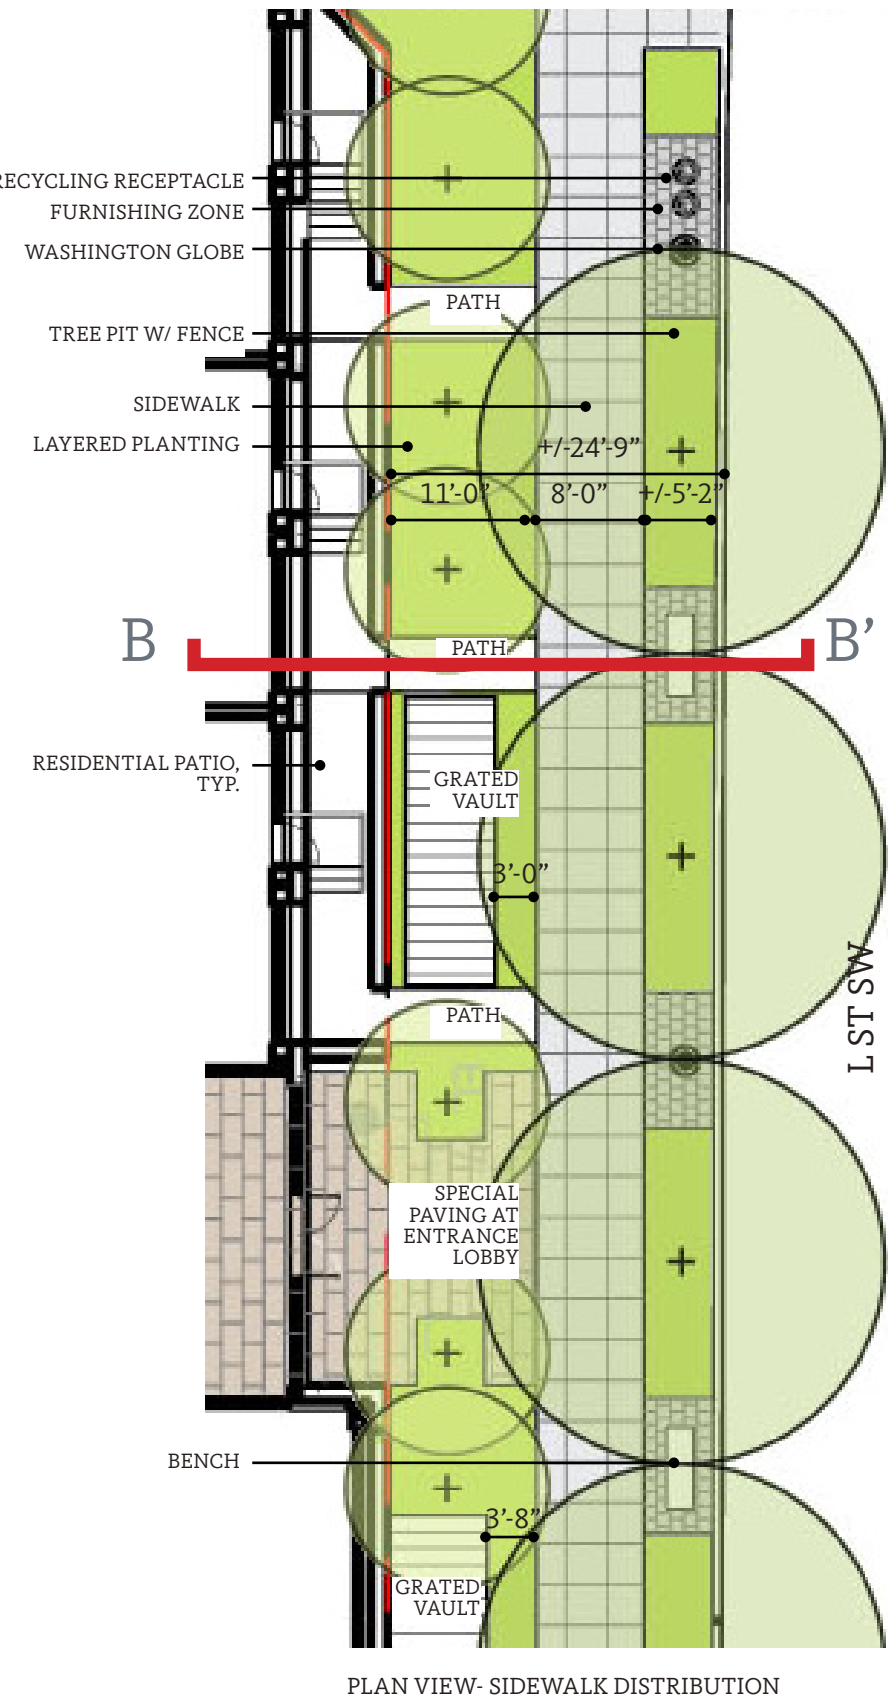 RECYCLING RECEPTACLE
FURNISHING ZONE
WASHINGTON GLOBE
PATH
TREE PIT W/ FENCE
SIDEWALK
LAYERED PLANTING
+/-24'-9"
11'-0"
8'-0"
+/-5'-2"
B
B'
PATH
RESIDENTIAL PATIO,
TYP.
GRATED
VAULT
3'-0"
L ST SW
PATH
SPECIAL
PAVING AT
ENTRANCE
LOBBY
BENCH
3'-8"
GRATED
VAULT
PLAN VIEW- SIDEWALK DISTRIBUTION